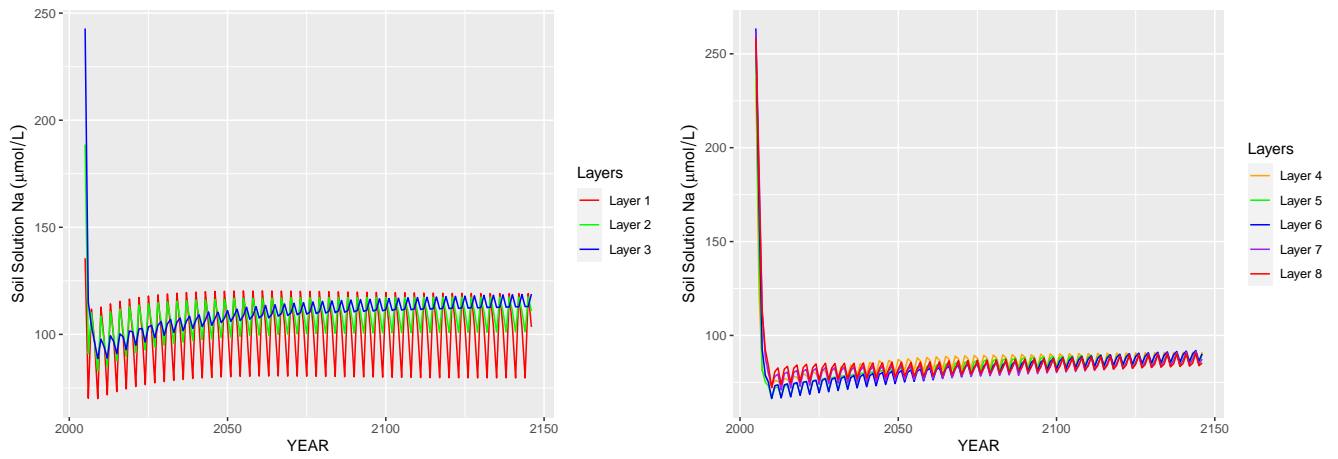 250
200
150
100
2000
2050
2100
2150
YEAR
Soil Solution Na (μmol/L)
Layers
Layer 1
Layer 2
Layer 3
250
200
150
100
2000
2050
2100
2150
YEAR
Soil Solution Na (μmol/L)
Layers
Layer 4
Layer 5
Layer 6
Layer 7
Layer 8